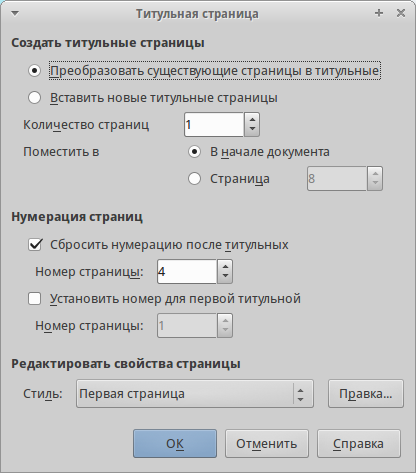 Титульная страница
Создать титульные страницы
Преобразовать существующие страницы в титульные
Вставить новые титульные страницы
Количество страниц 1
Поместить в В начале документа
Страница 8
Нумерация страниц
Сбросить нумерацию после титульных
Номер страницы: 4
Установить номер для первой титульной
Номер страницы: 1
Редактировать свойства страницы
Стиль: Первая страница Правка...
ОК Отменить Справка